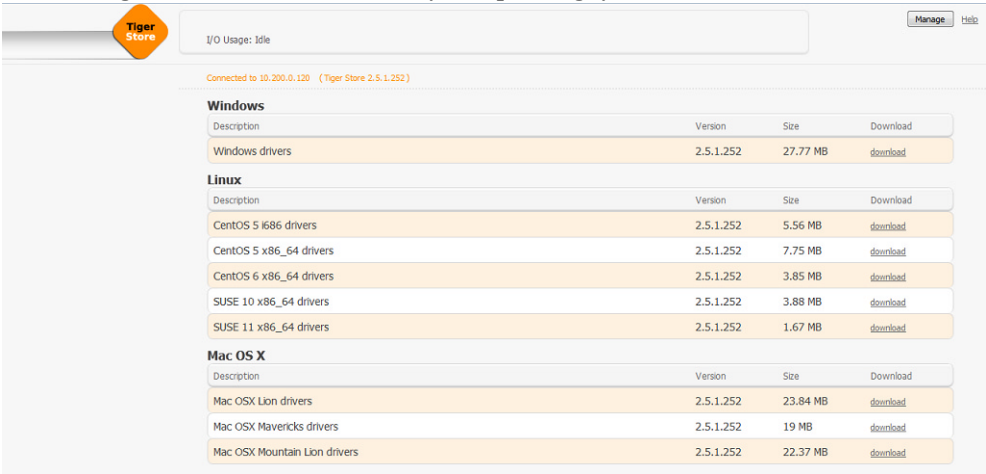 Tiger
Store
I/O Usage: Idle
Manage Help
Connected to 10.200.0.120 (Tiger Store 2.5.1.252)
Windows
Description Version Size Download
Windows drivers 2.5.1.252 27.77 MB download
Linux
Description Version Size Download
CentOS 5 i686 drivers 2.5.1.252 5.56 MB download
CentOS 5 x86_64 drivers 2.5.1.252 7.75 MB download
CentOS 6 x86_64 drivers 2.5.1.252 3.85 MB download
SUSE 10 x86_64 drivers 2.5.1.252 3.88 MB download
SUSE 11 x86_64 drivers 2.5.1.252 1.67 MB download
Mac OS X
Description Version Size Download
Mac OSX Lion drivers 2.5.1.252 23.84 MB download
Mac OSX Mavericks drivers 2.5.1.252 19 MB download
Mac OSX Mountain Lion drivers 2.5.1.252 22.37 MB download